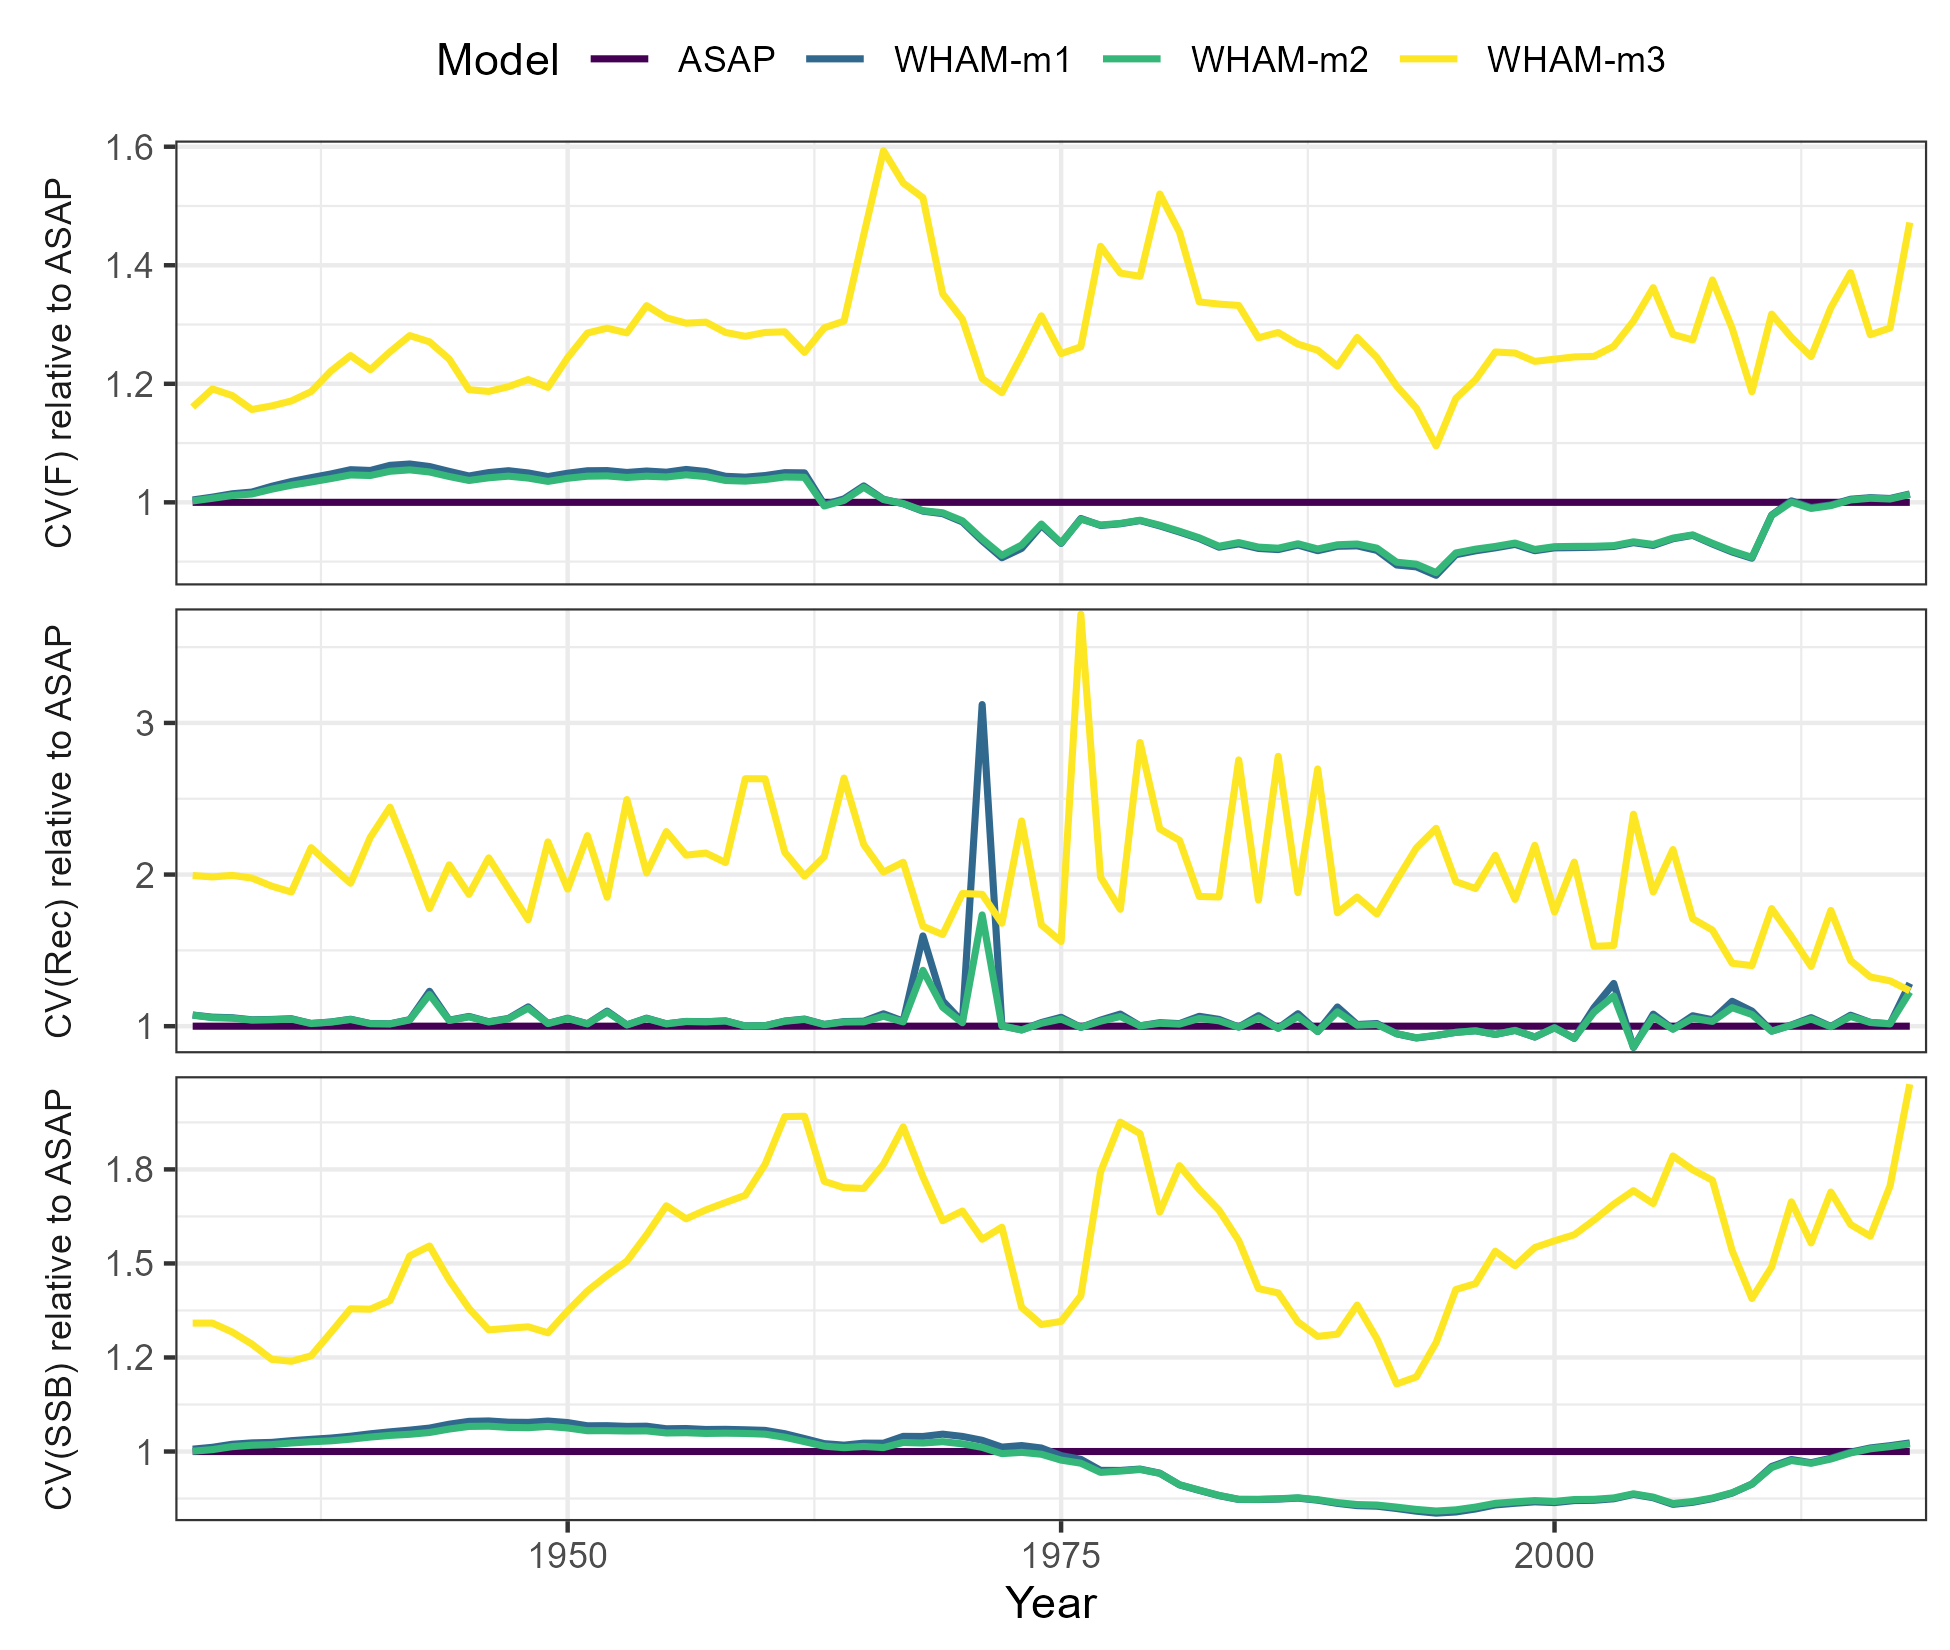 Model ASAP WHAM-m1 WHAM-m2 WHAM-m3
CV(F) relative to ASAP
1.6
1.4
1.2
1
CV(Rec) relative to ASAP
3
2
1
CV(SSB) relative to ASAP
1.8
1.5
1.2
1
1950 1975 2000
Year